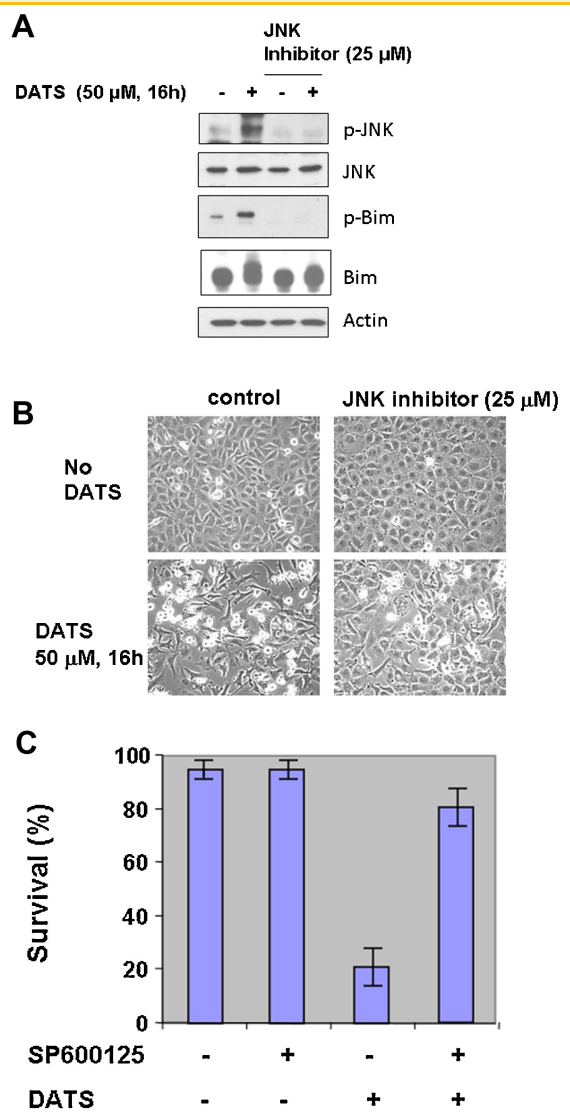 A
JNK
Inhibitor (25 µM)
DATS (50 µM, 16h) - + - +
p-JNK
JNK
p-Bim
Bim
Actin
B
control JNK inhibitor (25 µM)
No
DATS
DATS
50 µM, 16h
C
Survival (%)
100
80
60
40
20
0
SP600125 - + - +
DATS - - + +